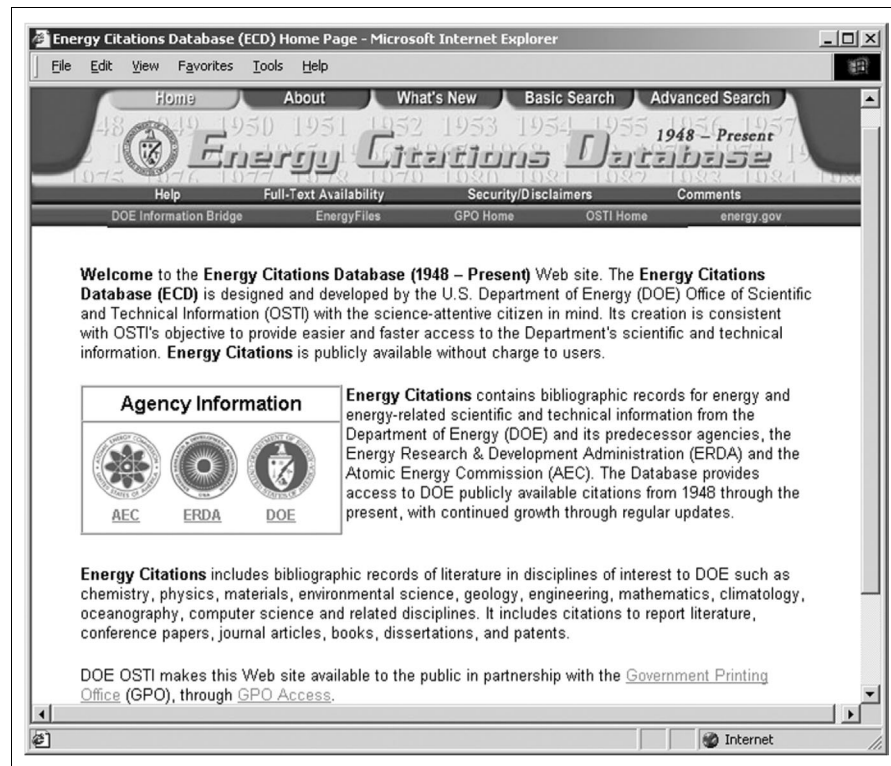 Energy Citations Database (ECD) Home Page - Microsoft Internet Explorer
File Edit View Favorites Tools Help
Home About What's New Basic Search Advanced Search
1948 – Present
Energy Citations Database
Help Full-Text Availability Security/Disclaimers Comments
DOE Information Bridge EnergyFiles GPO Home OSTI Home energy.gov
Welcome to the Energy Citations Database (1948 – Present) Web site. The Energy Citations
Database (ECD) is designed and developed by the U.S. Department of Energy (DOE) Office of Scientific
and Technical Information (OSTI) with the science-attentive citizen in mind. Its creation is consistent
with OSTI's objective to provide easier and faster access to the Department's scientific and technical
information. Energy Citations is publicly available without charge to users.
Agency Information
AEC ERDA DOE
Energy Citations contains bibliographic records for energy and
energy-related scientific and technical information from the
Department of Energy (DOE) and its predecessor agencies, the
Energy Research & Development Administration (ERDA) and the
Atomic Energy Commission (AEC). The Database provides
access to DOE publicly available citations from 1948 through the
present, with continued growth through regular updates.
Energy Citations includes bibliographic records of literature in disciplines of interest to DOE such as
chemistry, physics, materials, environmental science, geology, engineering, mathematics, climatology,
oceanography, computer science and related disciplines. It includes citations to report literature,
conference papers, journal articles, books, dissertations, and patents.
DOE OSTI makes this Web site available to the public in partnership with the Government Printing
Office (GPO), through GPO Access.
Internet